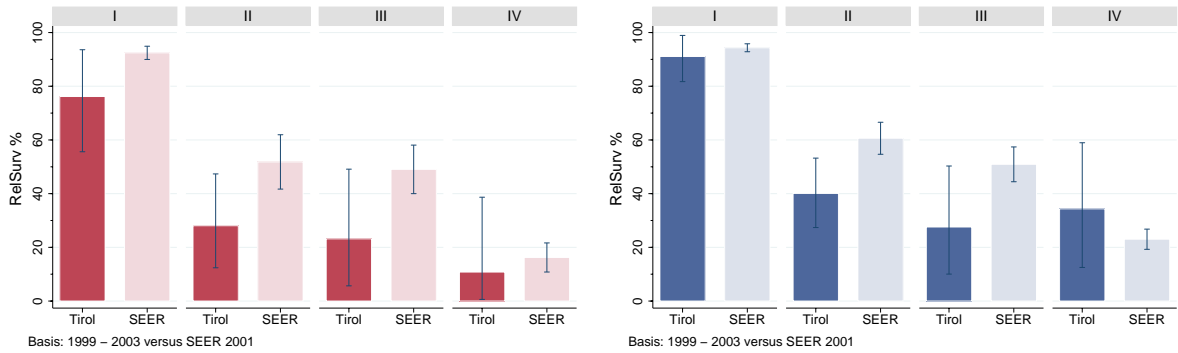 I II III IV
RelSurv %
100
80
60
40
20
0
Tirol SEER Tirol SEER Tirol SEER Tirol SEER
Basis: 1999 – 2003 versus SEER 2001
I II III IV
RelSurv %
100
80
60
40
20
0
Tirol SEER Tirol SEER Tirol SEER Tirol SEER
Basis: 1999 – 2003 versus SEER 2001